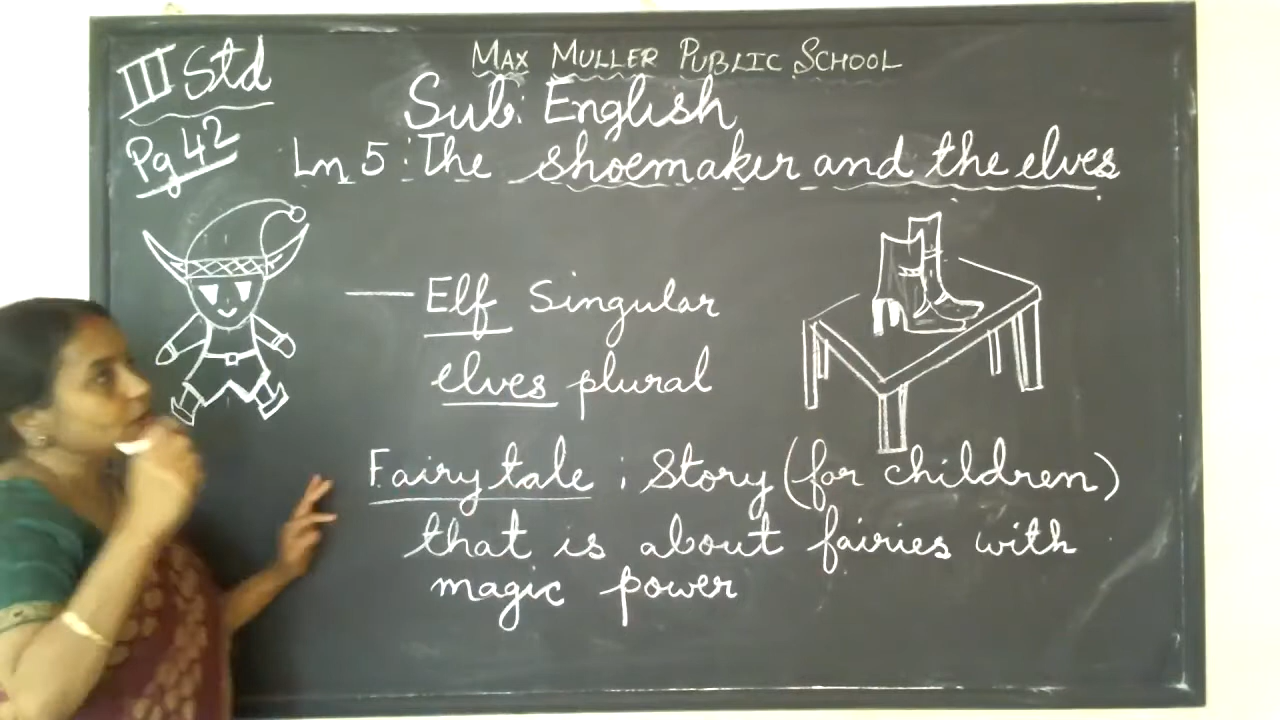 III Std
MAX MULLER PUBLIC SCHOOL
Sub: English
Pg 42
Ln 5: The shoemaker and the elves
— Elf Singular
elves plural
Fairy tale : Story (for children)
that is about fairies with
magic power